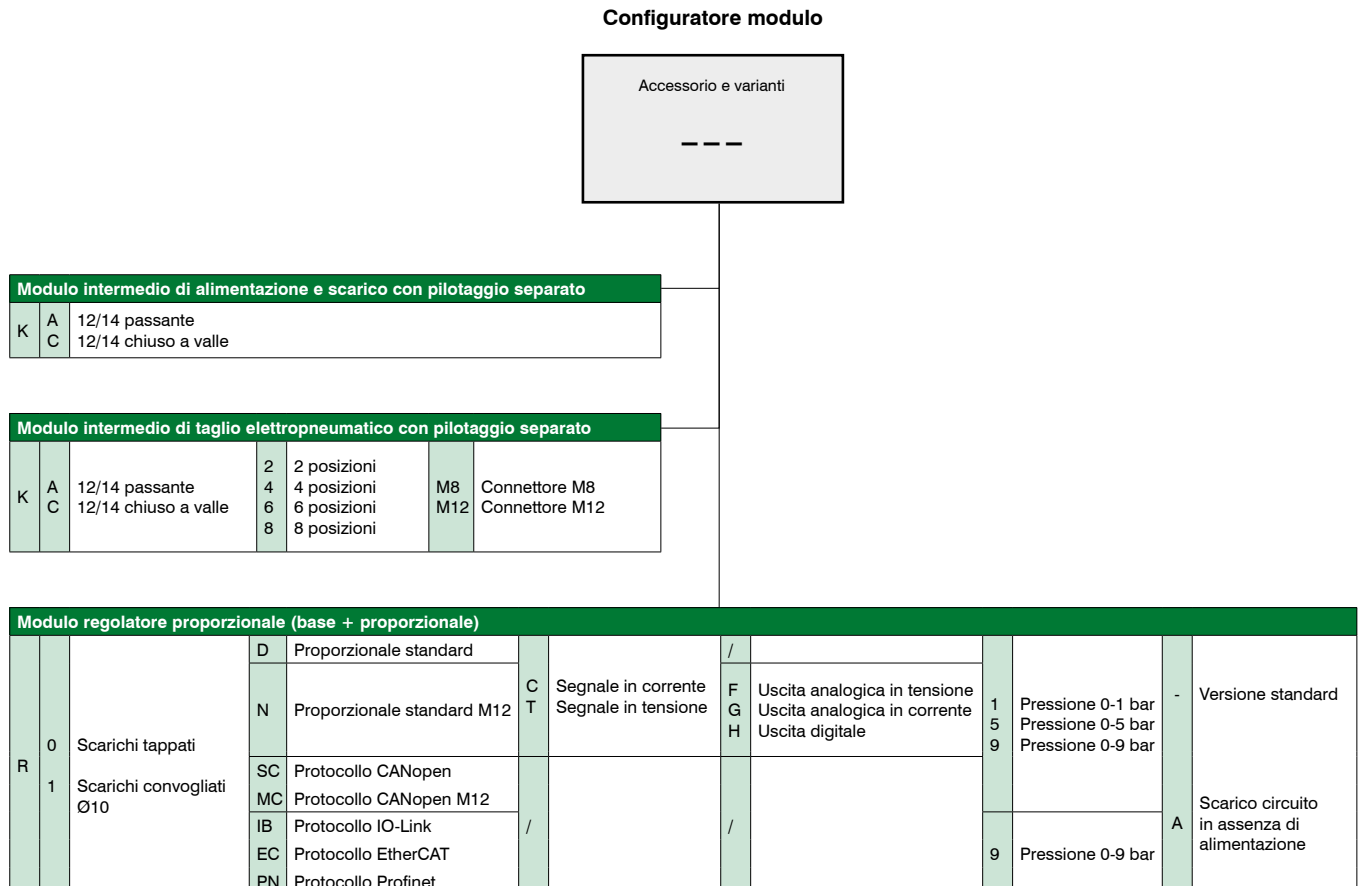 Configuratore modulo
Accessorio e varianti
___
Modulo intermedio di alimentazione e scarico con pilotaggio separato
K
A 12/14 passante
C 12/14 chiuso a valle
Modulo intermedio di taglio elettropneumatico con pilotaggio separato
K
A 12/14 passante
C 12/14 chiuso a valle
2 2 posizioni
4 4 posizioni
6 6 posizioni
8 8 posizioni
M8 Connettore M8
M12 Connettore M12
Modulo regolatore proporzionale (base + proporzionale)
R
0 Scarichi tappati
1 Scarichi convogliati
Ø10
D Proporzionale standard
N Proporzionale standard M12
SC Protocollo CANopen
MC Protocollo CANopen M12
IB Protocollo IO-Link
EC Protocollo EtherCAT
PN Protocollo Profinet
C Segnale in corrente
T Segnale in tensione
/
/
F Uscita analogica in tensione
G Uscita analogica in corrente
H Uscita digitale
/
1 Pressione 0-1 bar
5 Pressione 0-5 bar
9 Pressione 0-9 bar
9 Pressione 0-9 bar
- Versione standard
A Scarico circuito
in assenza di
alimentazione